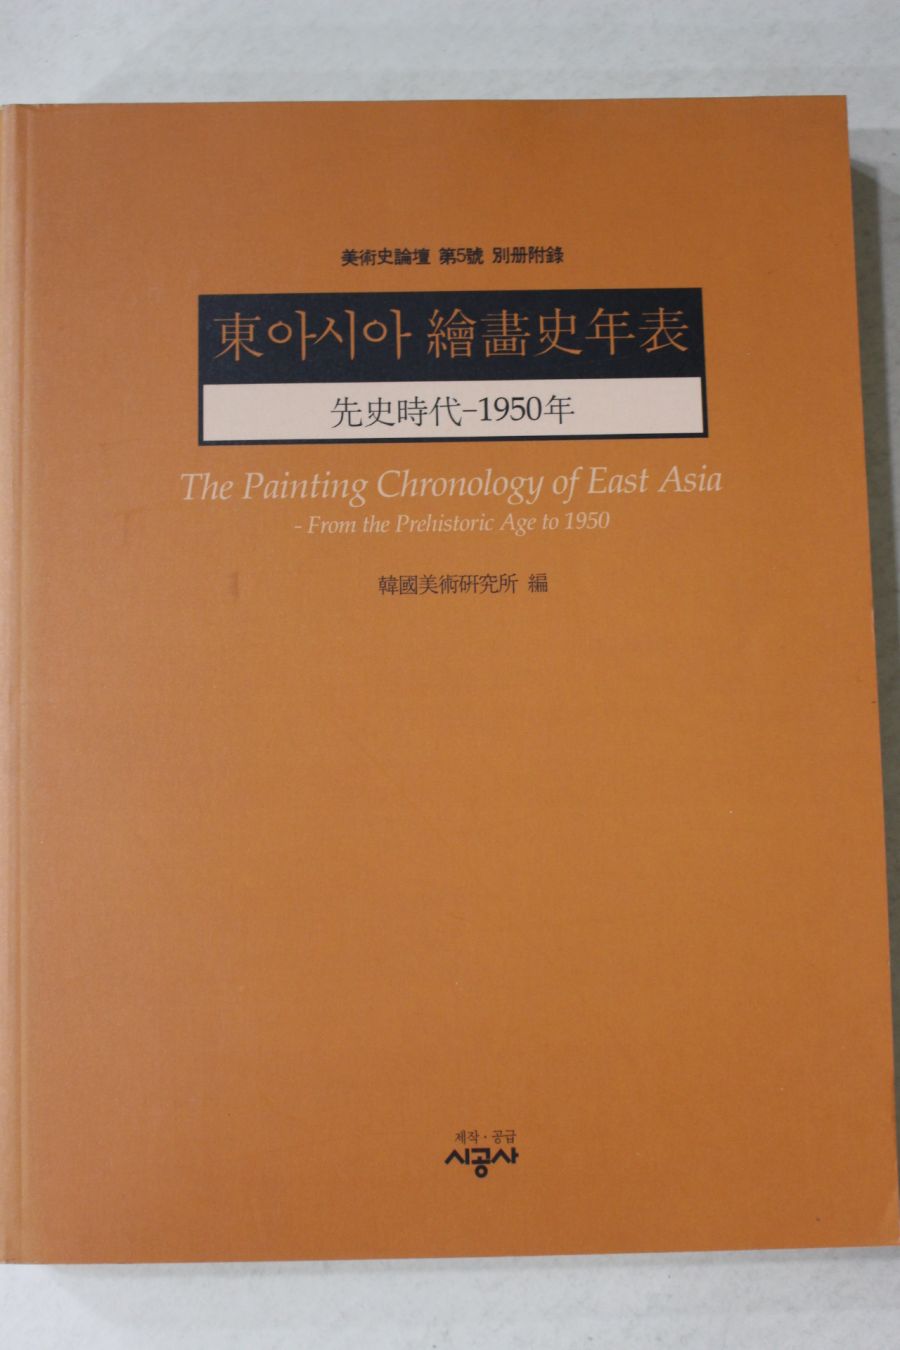 美術史論壇 第5號 別册附錄
東아시아 繪畵史年表
先史時代-1950年
The Painting Chronology of East Asia
- From the Prehistoric Age to 1950
韓國美術硏究所 編
제작 · 공급
시공사